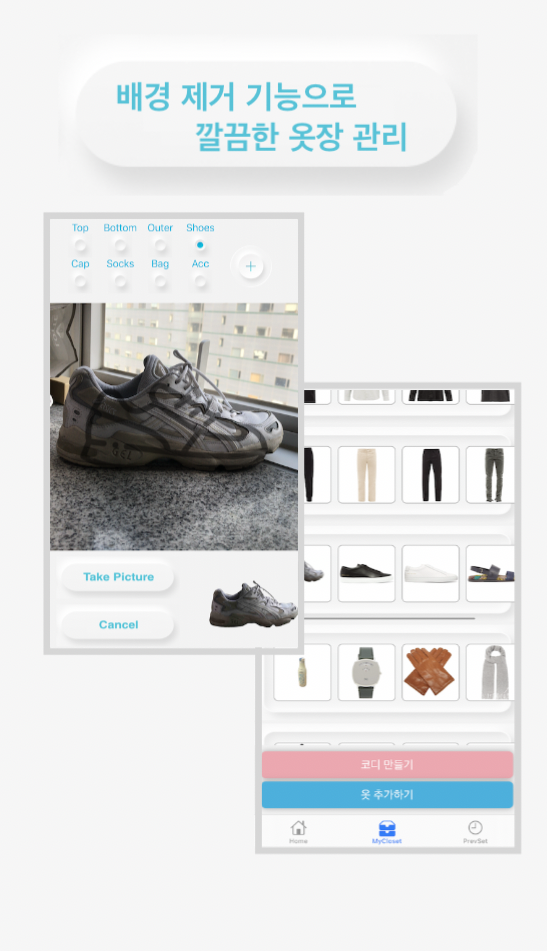 배경 제거 기능으로
깔끔한 옷장 관리
Top Bottom Outer Shoes
Cap Socks Bag Acc
Take Picture
Cancel
코디 만들기
옷 추가하기
Home MyCloset PrevSet